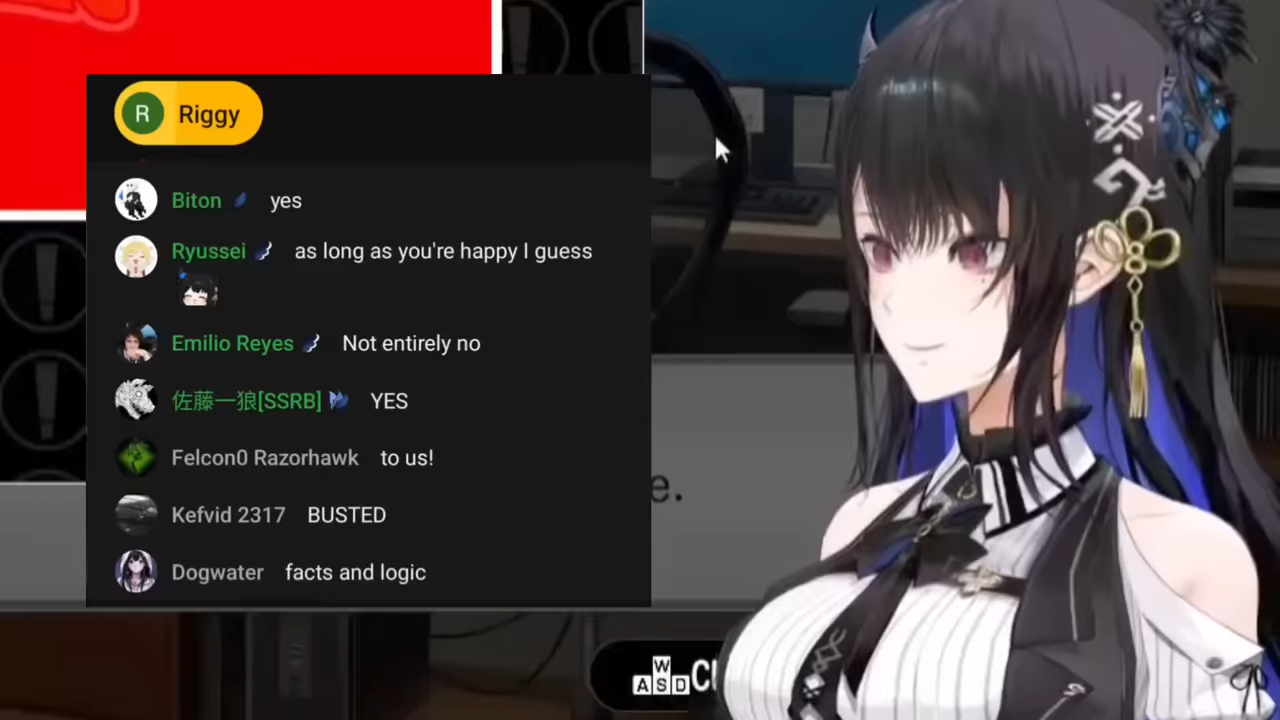 R Riggy
Biton yes
Ryussei as long as you're happy I guess
Emilio Reyes Not entirely no
佐藤一狼[SSRB] YES
Felcon0 Razorhawk to us!
e.
Kefvid 2317 BUSTED
Dogwater facts and logic
W
A S D